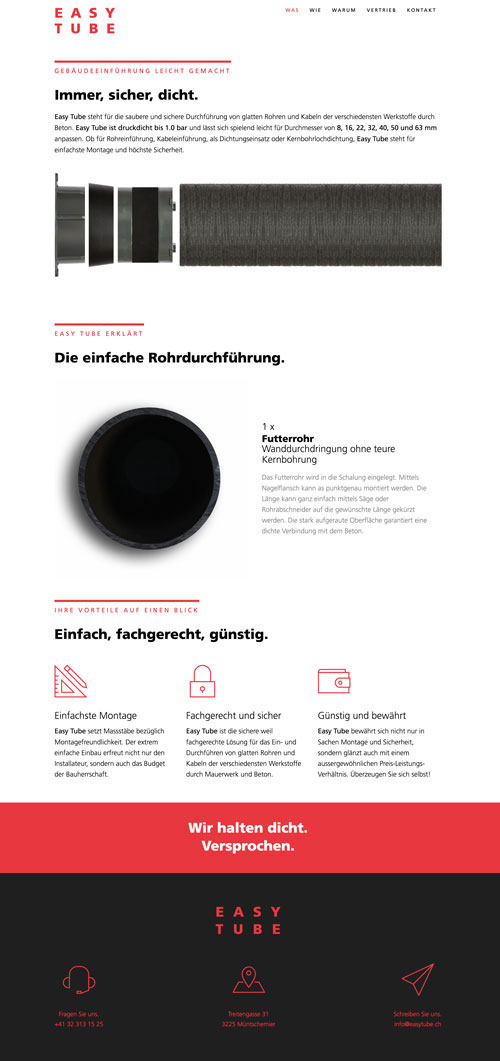 EASY
TUBE
WAS WIE WARUM VERTRIEB KONTAKT
GEBÄUDEEINFÜHRUNG LEICHT GEMACHT
Immer, sicher, dicht.
Easy Tube steht für die saubere und sichere Durchführung von glatten Rohren und Kabeln der verschiedensten Werkstoffe durch
Beton. Easy Tube ist druckdicht bis 1.0 bar und lässt sich spielend leicht für Durchmesser von 8, 16, 22, 32, 40, 50 und 63 mm
anpassen. Ob für Rohreinführung, Kabeleinführung, als Dichtungseinsatz oder Kernbohrlochdichtung, Easy Tube steht für
einfachste Montage und höchste Sicherheit.
EASY TUBE ERKLÄRT
Die einfache Rohrdurchführung.
1 x
Futterrohr
Wanddurchdringung ohne teure
Kernbohrung
Das Futterrohr wird in die Schalung eingelegt. Mittels
Nagelflansch kann as punktgenau montiert werden. Die
Länge kann ganz einfach mittels Säge oder
Rohrabschneider auf die gewünschte Länge gekürzt
werden. Die stark aufgeraute Oberfläche garantiert eine
dichte Verbindung mit dem Beton.
IHRE VORTEILE AUF EINEN BLICK
Einfach, fachgerecht, günstig.
Einfachste Montage
Easy Tube setzt Massstäbe bezüglich
Montagefreundlichkeit. Der extrem
einfache Einbau erfreut nicht nur den
Installateur, sondern auch das Budget
der Bauherrschaft.
Fachgerecht und sicher
Easy Tube ist die sichere weil
fachgerechte Lösung für das Ein- und
Durchführen von glatten Rohren und
Kabeln der verschiedensten Werkstoffe
durch Mauerwerk und Beton.
Günstig und bewährt
Easy Tube bewährt sich nicht nur in
Sachen Montage und Sicherheit,
sondern glänzt auch mit einem
aussergewöhnlichen Preis-Leistungs-
Verhältnis. Überzeugen Sie sich selbst!
Wir halten dicht.
Versprochen.
EASY
TUBE
Fragen Sie uns.
+41 32 313 15 25
Treitengasse 31
3225 Müntschemier
Schreiben Sie uns.
info@easytube.ch